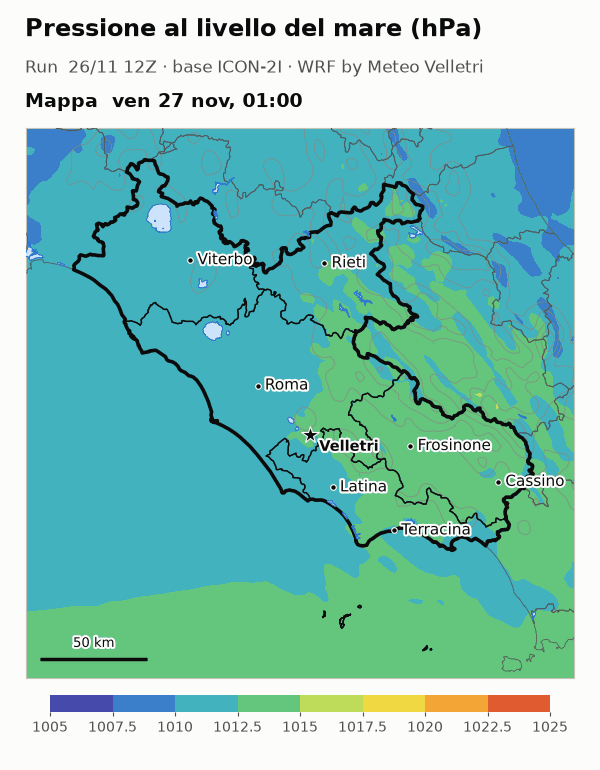 Pressione al livello del mare (hPa)
Run  26/11 12Z · base ICON-2I · WRF by Meteo Velletri
Mappa  ven 27 nov, 01:00
Viterbo
Rieti
Roma
Velletri
Frosinone
Latina
Cassino
Terracina
50 km
1005 1007.5 1010 1012.5 1015 1017.5 1020 1022.5 1025